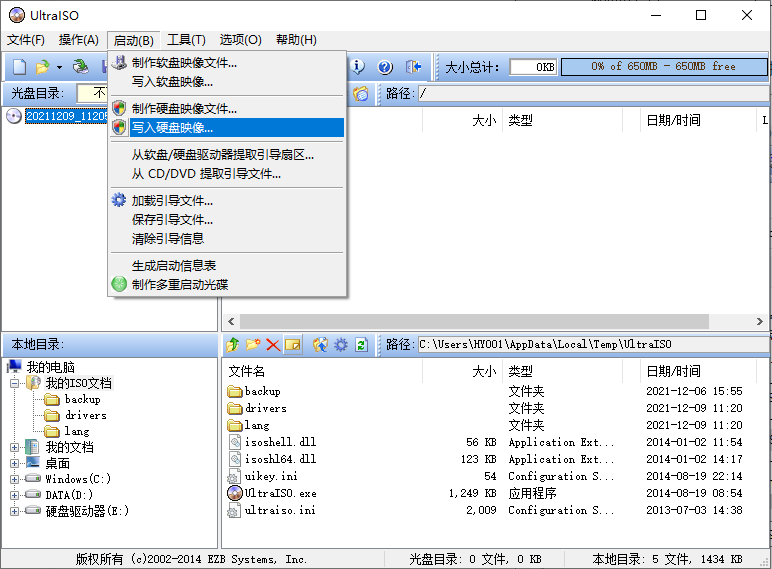 UltraISO
文件(F) 操作(A) 启动(B) 工具(T) 选项(O) 帮助(H)
大小总计: 0KB 0% of 650MB - 650MB free
光盘目录: 不 路径: /
20211209_11205
大小 类型 日期/时间 L
制作软盘映像文件...
写入软盘映像...
制作硬盘映像文件...
写入硬盘映像...
从软盘/硬盘驱动器提取引导扇区...
从 CD/DVD 提取引导文件...
加载引导文件...
保存引导文件...
清除引导信息
生成启动信息表
制作多重启动光碟
本地目录: 路径: C:\Users\HY001\AppData\Local\Temp\UltraISO
我的电脑
我的ISO文档
backup
drivers
lang
我的文档
桌面
Windows(C:)
DATA(D:)
硬盘驱动器(E:)
文件名 大小 类型 日期/时间
backup 文件夹 2021-12-06 15:55
drivers 文件夹 2021-12-09 11:20
lang 文件夹 2021-12-09 11:20
isoshell.dll 56 KB Application Ext... 2014-01-02 11:54
isoshl64.dll 123 KB Application Ext... 2014-01-02 14:17
uikey.ini 54 Configuration S... 2014-08-19 22:14
UltraISO.exe 1,249 KB 应用程序 2014-08-19 08:54
ultraiso.ini 2,009 Configuration S... 2013-07-03 14:38
版权所有 (c)2002-2014 EZB Systems, Inc. 光盘目录: 0 文件, 0 KB 本地目录: 5 文件, 1434 KB